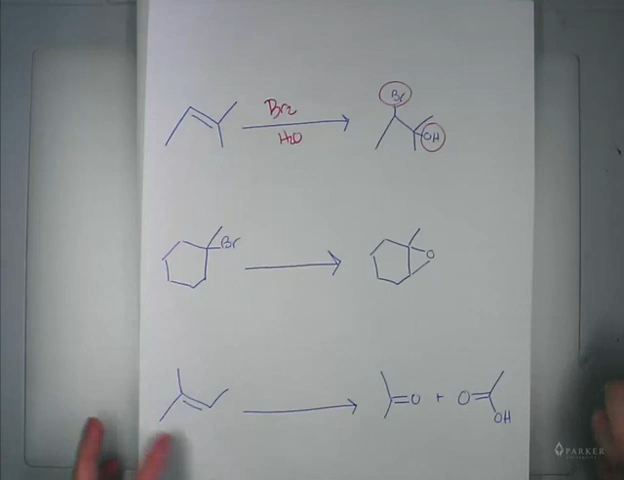 Br2
H2O
Br
OH
Br
O
=O + O=
OH
PARKER